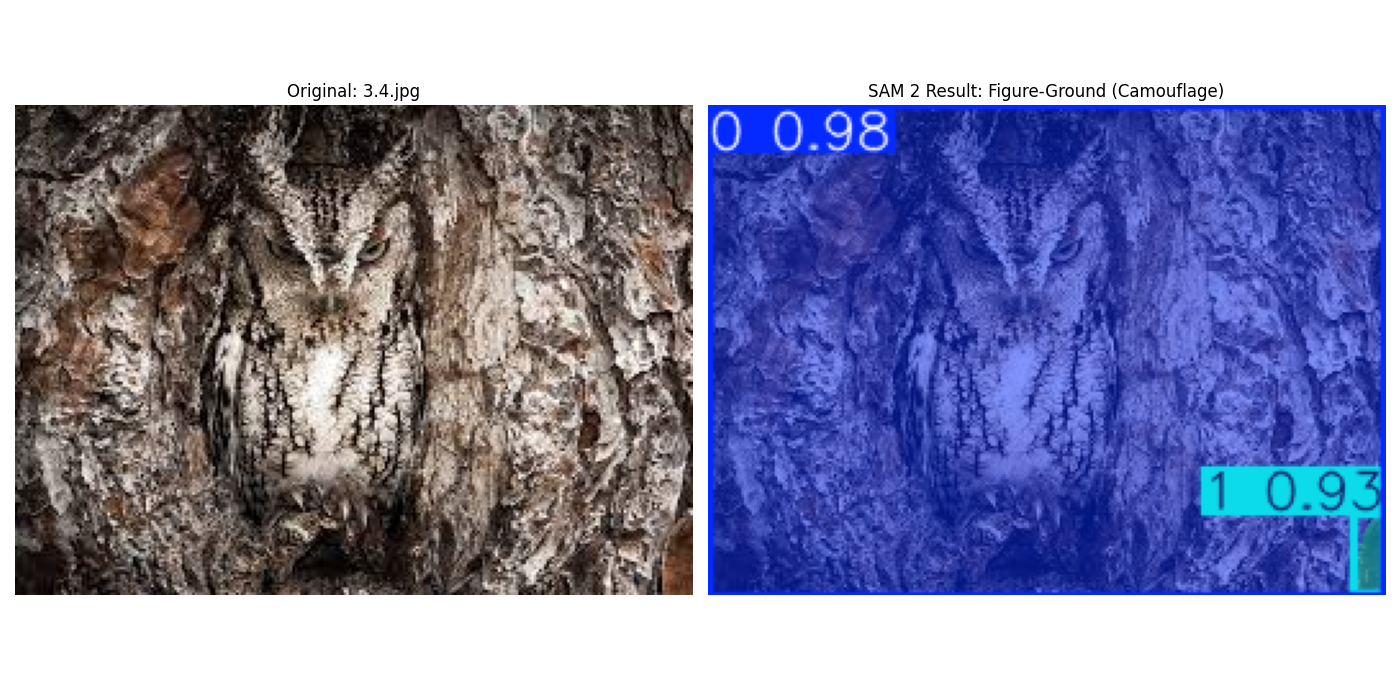 Original: 3.4.jpg
SAM 2 Result: Figure-Ground (Camouflage)
0 0.98
1 0.93